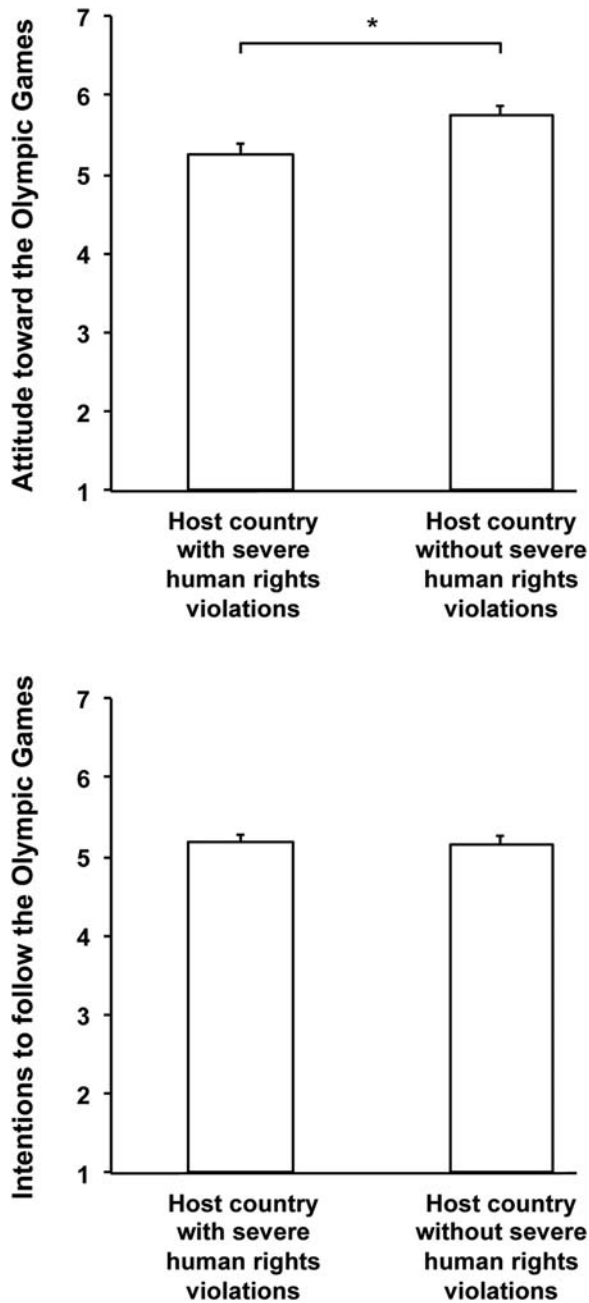 Attitude toward the Olympic Games
7
6
5
4
3
2
1
*
Host country
with severe
human rights
violations
Host country
without severe
human rights
violations
Intentions to follow the Olympic Games
7
6
5
4
3
2
1
Host country
with severe
human rights
violations
Host country
without severe
human rights
violations